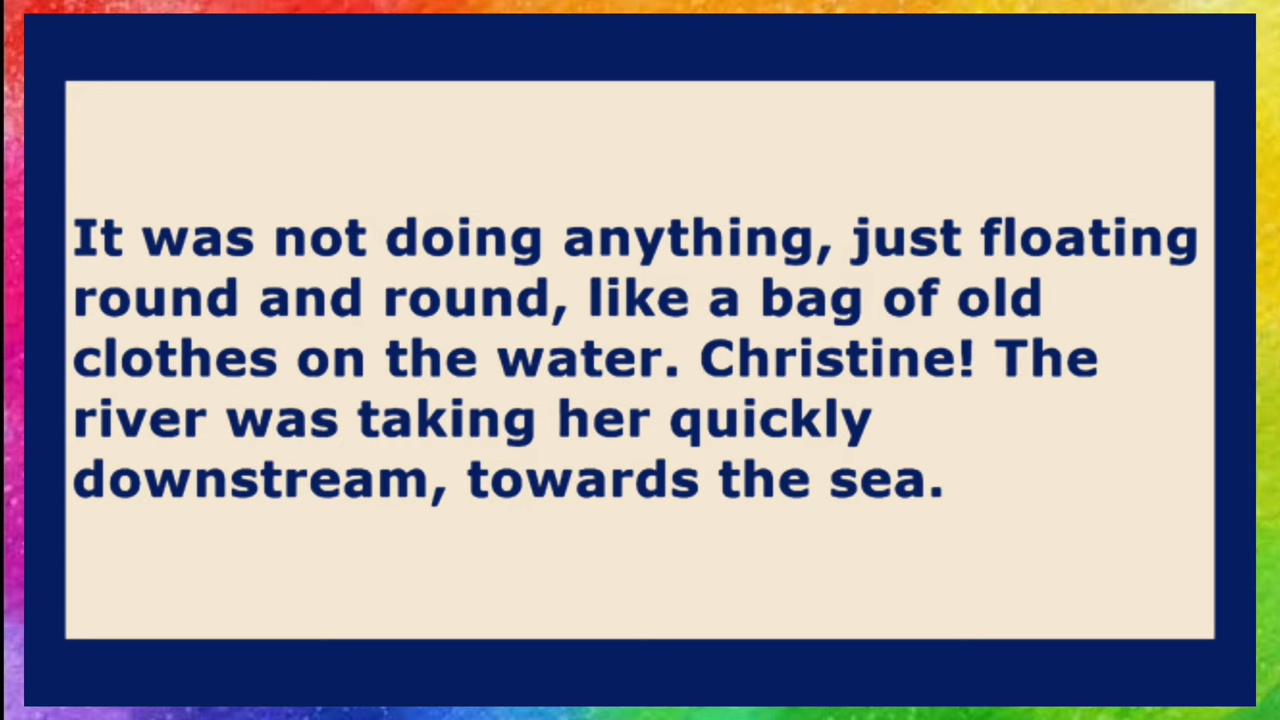 It was not doing anything, just floating
round and round, like a bag of old
clothes on the water. Christine! The
river was taking her quickly
downstream, towards the sea.